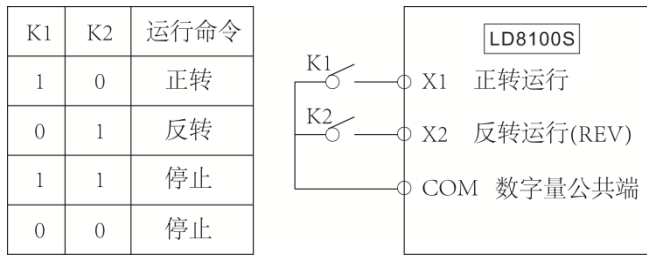 K1 K2 运行命令
1 0 正转
0 1 反转
1 1 停止
0 0 停止
LD8100S
K1
X1 正转运行
K2
X2 反转运行(REV)
COM 数字量公共端